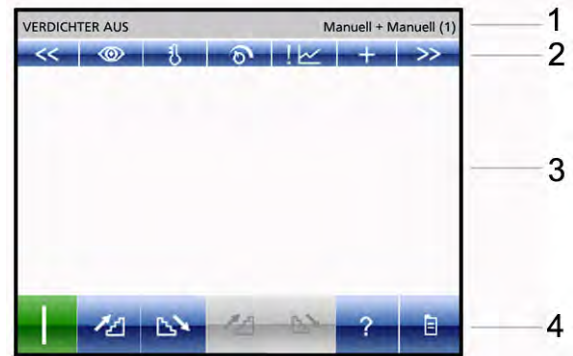 VERDICHTER AUS Manuell + Manuell (1) 1
<< ! + >> 2
3
? 4